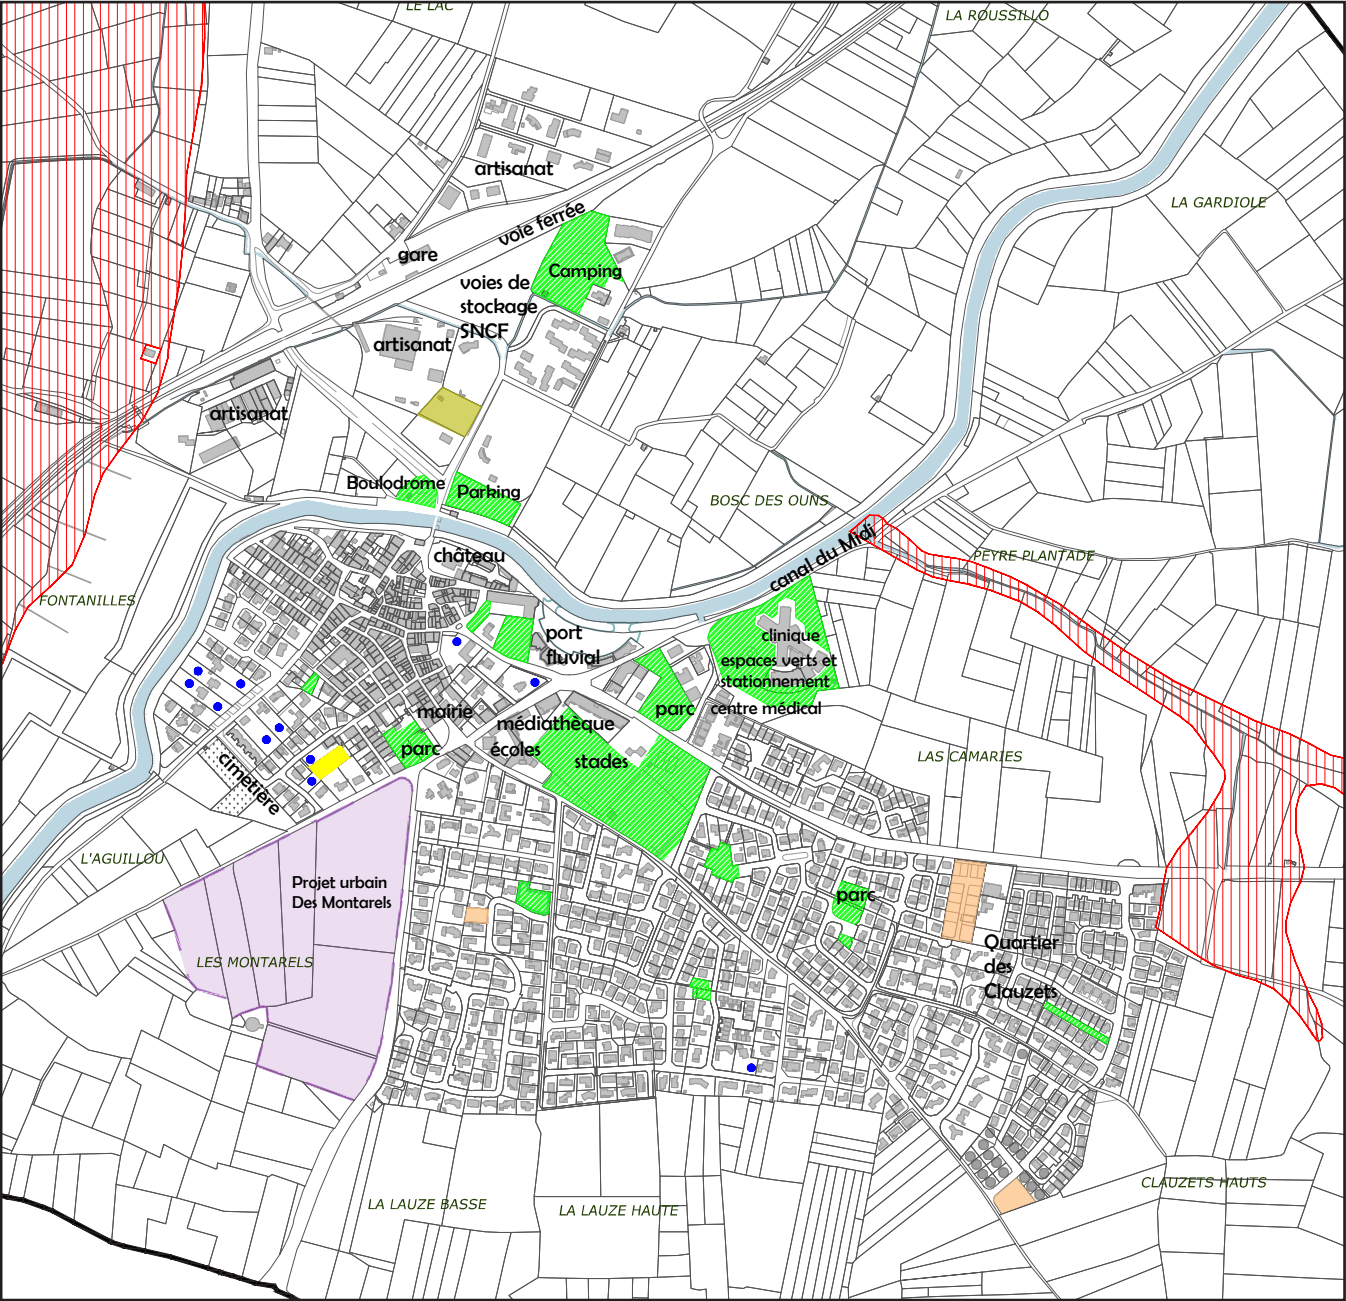 LE LAC
LA ROUSSILLO
artisanat
LA GARDIOLE
voie ferrée
gare
Camping
voies de
stockage
SNCF
artisanat
artisanat
Boulodrome
Parking
BOSC DES OUNS
canal du Midi
château
PEYRE PLANTADE
FONTANILLES
port
fluvial
clinique
espaces verts et
stationnement
parc
centre médical
mairie
médiathèque
écoles
parc
stades
LAS CAMARIES
cimetière
L'AGUILLOU
Projet urbain
Des Montarels
parc
LES MONTARELS
Quartier
des
Clauzets
CLAUZETS HAUTS
LA LAUZE BASSE
LA LAUZE HAUTE